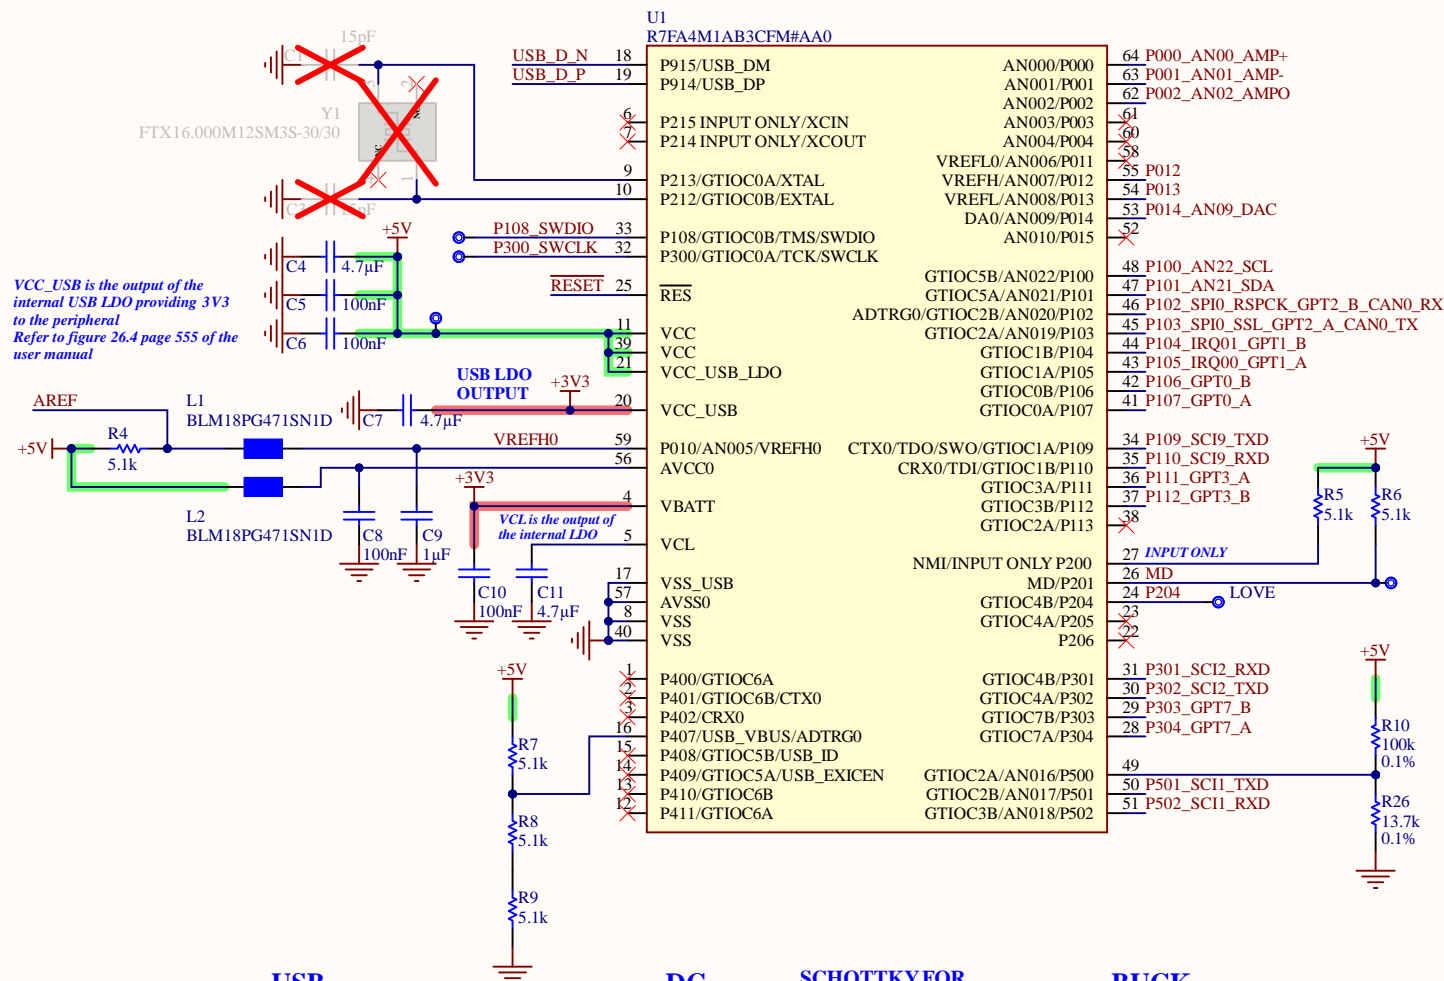 U1
R7FA4M1AB3CFM#AA0
15pF
C1
Y1
FTX16.000M12SM3S-30/30
3
2
NC
NC
4
1
C3
15pF
USB_D_N 18 P915/USB_DM
USB_D_P 19 P914/USB_DP
6 P215 INPUT ONLY/XCIN
7 P214 INPUT ONLY/XCOUT
9 P213/GTIOC0A/XTAL
10 P212/GTIOC0B/EXTAL
P108_SWDIO 33 P108/GTIOC0B/TMS/SWDIO
P300_SWCLK 32 P300/GTIOC0A/TCK/SWCLK
RESET 25 RES
+5V
C4 4.7µF
C5 100nF
C6 100nF
11 VCC
39 VCC
21 VCC_USB_LDO
VCC_USB is the output of the
internal USB LDO providing 3V3
to the peripheral
Refer to figure 26.4 page 555 of the
user manual
USB LDO
OUTPUT
+3V3
C7 4.7µF
20 VCC_USB
AREF
L1
BLM18PG471SN1D
+5V
R4
5.1k
VREFH0 59 P010/AN005/VREFH0
56 AVCC0
L2
BLM18PG471SN1D
C8
100nF
C9
1µF
+3V3
4 VBATT
VCL is the output of
the internal LDO
5 VCL
C10
100nF
C11
4.7µF
17 VSS_USB
57 AVSS0
8 VSS
40 VSS
1 P400/GTIOC6A
2 P401/GTIOC6B/CTX0
3 P402/CRX0
16 P407/USB_VBUS/ADTRG0
15 P408/GTIOC5B/USB_ID
14 P409/GTIOC5A/USB_EXICEN
13 P410/GTIOC6B
12 P411/GTIOC6A
+5V
R7
5.1k
R8
5.1k
R9
5.1k
AN000/P000 64 P000_AN00_AMP+
AN001/P001 63 P001_AN01_AMP-
AN002/P002 62 P002_AN02_AMPO
AN003/P003 61
AN004/P004 60
VREFL0/AN006/P011 58
VREFH/AN007/P012 55 P012
VREFL/AN008/P013 54 P013
DA0/AN009/P014 53 P014_AN09_DAC
AN010/P015 52
GTIOC5B/AN022/P100 48 P100_AN22_SCL
GTIOC5A/AN021/P101 47 P101_AN21_SDA
ADTRG0/GTIOC2B/AN020/P102 46 P102_SPI0_RSPCK_GPT2_B_CAN0_RX
GTIOC2A/AN019/P103 45 P103_SPI0_SSL_GPT2_A_CAN0_TX
GTIOC1B/P104 44 P104_IRQ01_GPT1_B
GTIOC1A/P105 43 P105_IRQ00_GPT1_A
GTIOC0B/P106 42 P106_GPT0_B
GTIOC0A/P107 41 P107_GPT0_A
CTX0/TDO/SWO/GTIOC1A/P109 34 P109_SCI9_TXD
CRX0/TDI/GTIOC1B/P110 35 P110_SCI9_RXD
GTIOC3A/P111 36 P111_GPT3_A
GTIOC3B/P112 37 P112_GPT3_B
GTIOC2A/P113 38
NMI/INPUT ONLY P200 27 INPUT ONLY
MD/P201 26 MD
GTIOC4B/P204 24 P204 LOVE
GTIOC4A/P205 23
P206 22
+5V
R5
5.1k
R6
5.1k
GTIOC4B/P301 31 P301_SCI2_RXD
GTIOC4A/P302 30 P302_SCI2_TXD
GTIOC7B/P303 29 P303_GPT7_B
GTIOC7A/P304 28 P304_GPT7_A
GTIOC2A/AN016/P500 49
GTIOC2B/AN017/P501 50 P501_SCI1_TXD
GTIOC3B/AN018/P502 51 P502_SCI1_RXD
+5V
R10
100k
0.1%
R26
13.7k
0.1%
USB DC SCHOTTKY FOR BUCK